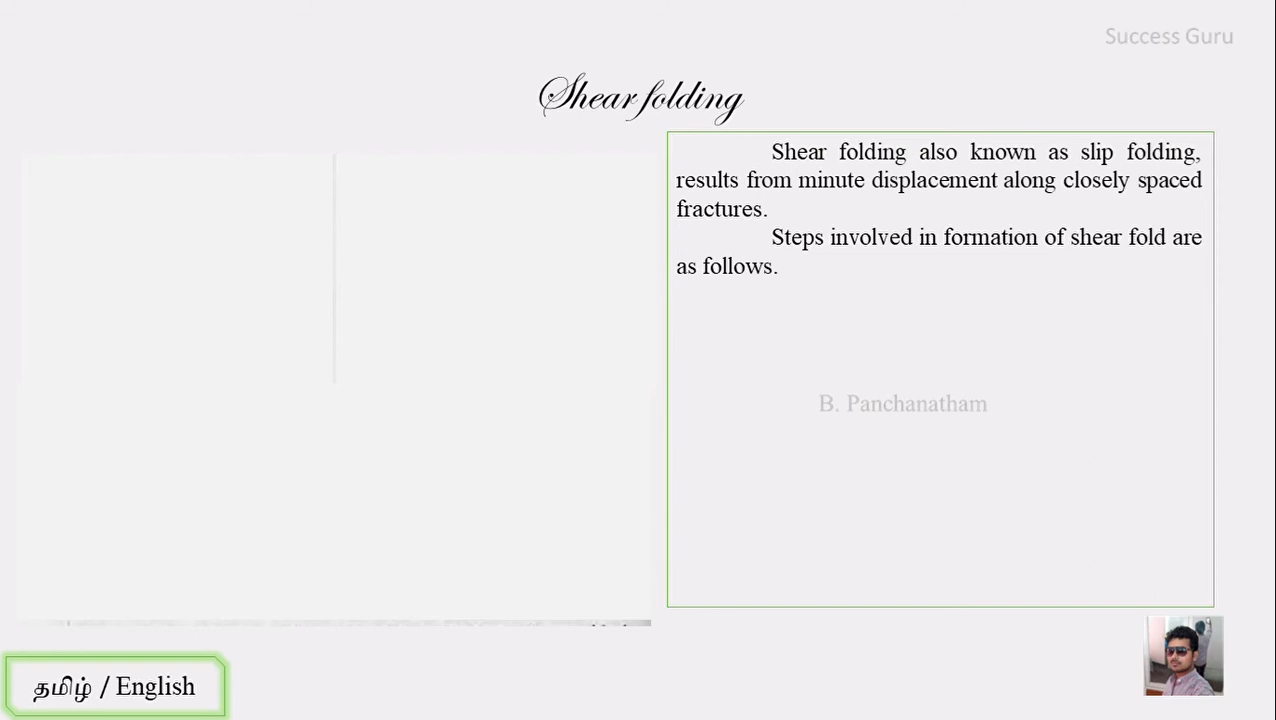 Success Guru
Shear folding
Shear folding also known as slip folding,
results from minute displacement along closely spaced
fractures.
Steps involved in formation of shear fold are
as follows.
B. Panchanatham
தமிழ் / English